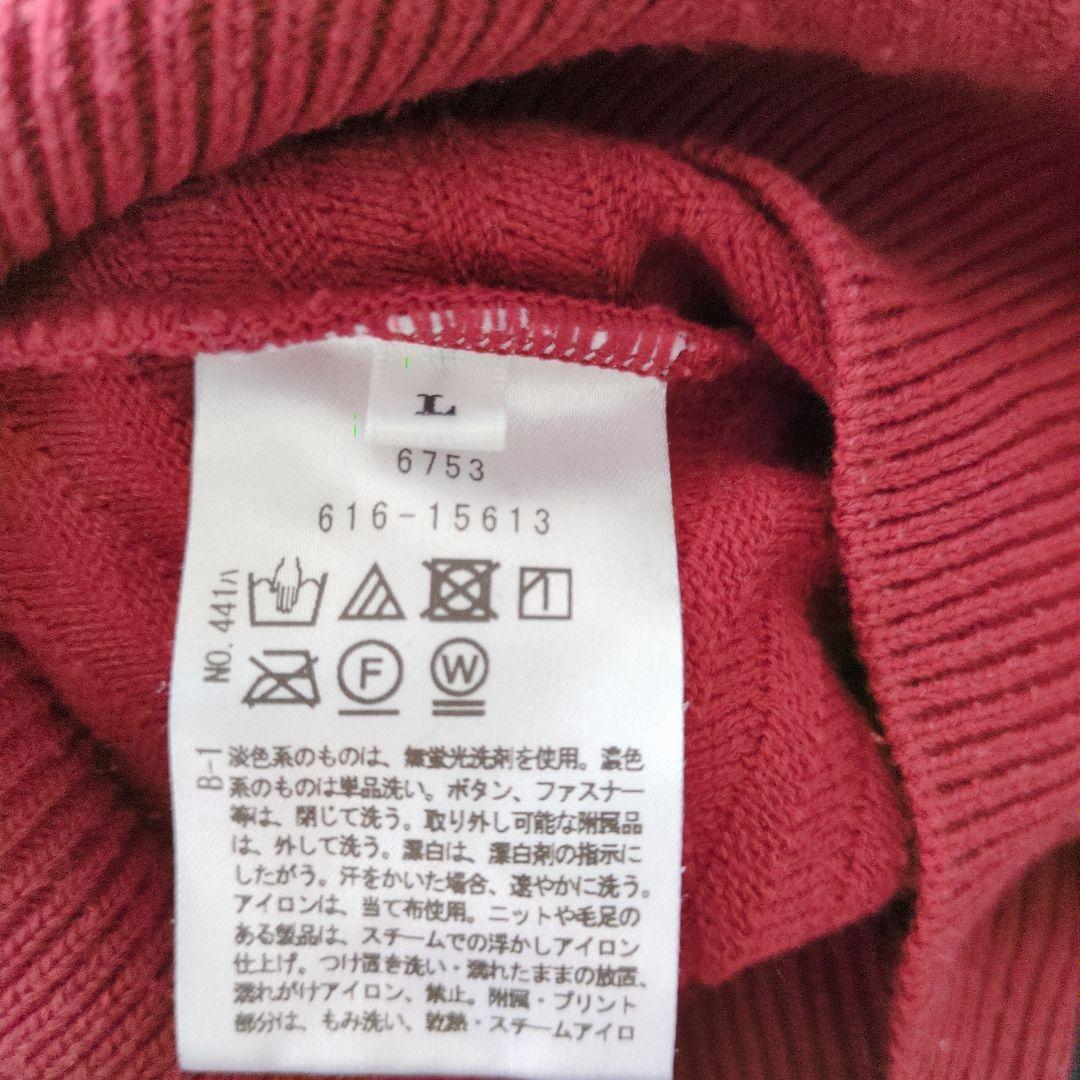 L
6753
616-15613
NO. 441ハ
F
W
B-1
淡色系のものは、無蛍光洗剤を使用。濃色
系のものは単品洗い。ボタン、ファスナー
等は、閉じて洗う。取り外し可能な附属品
は、外して洗う。漂白は、漂白剤の指示に
したがう。汗をかいた場合、速やかに洗う。
アイロンは、当て布使用。ニットや毛足の
ある製品は、スチームでの浮かしアイロン
仕上げ。つけ置き洗い・濡れたままの放置、
濡れがけアイロン、禁止。附属・プリント
部分は、もみ洗い、乾熱・スチームアイロ